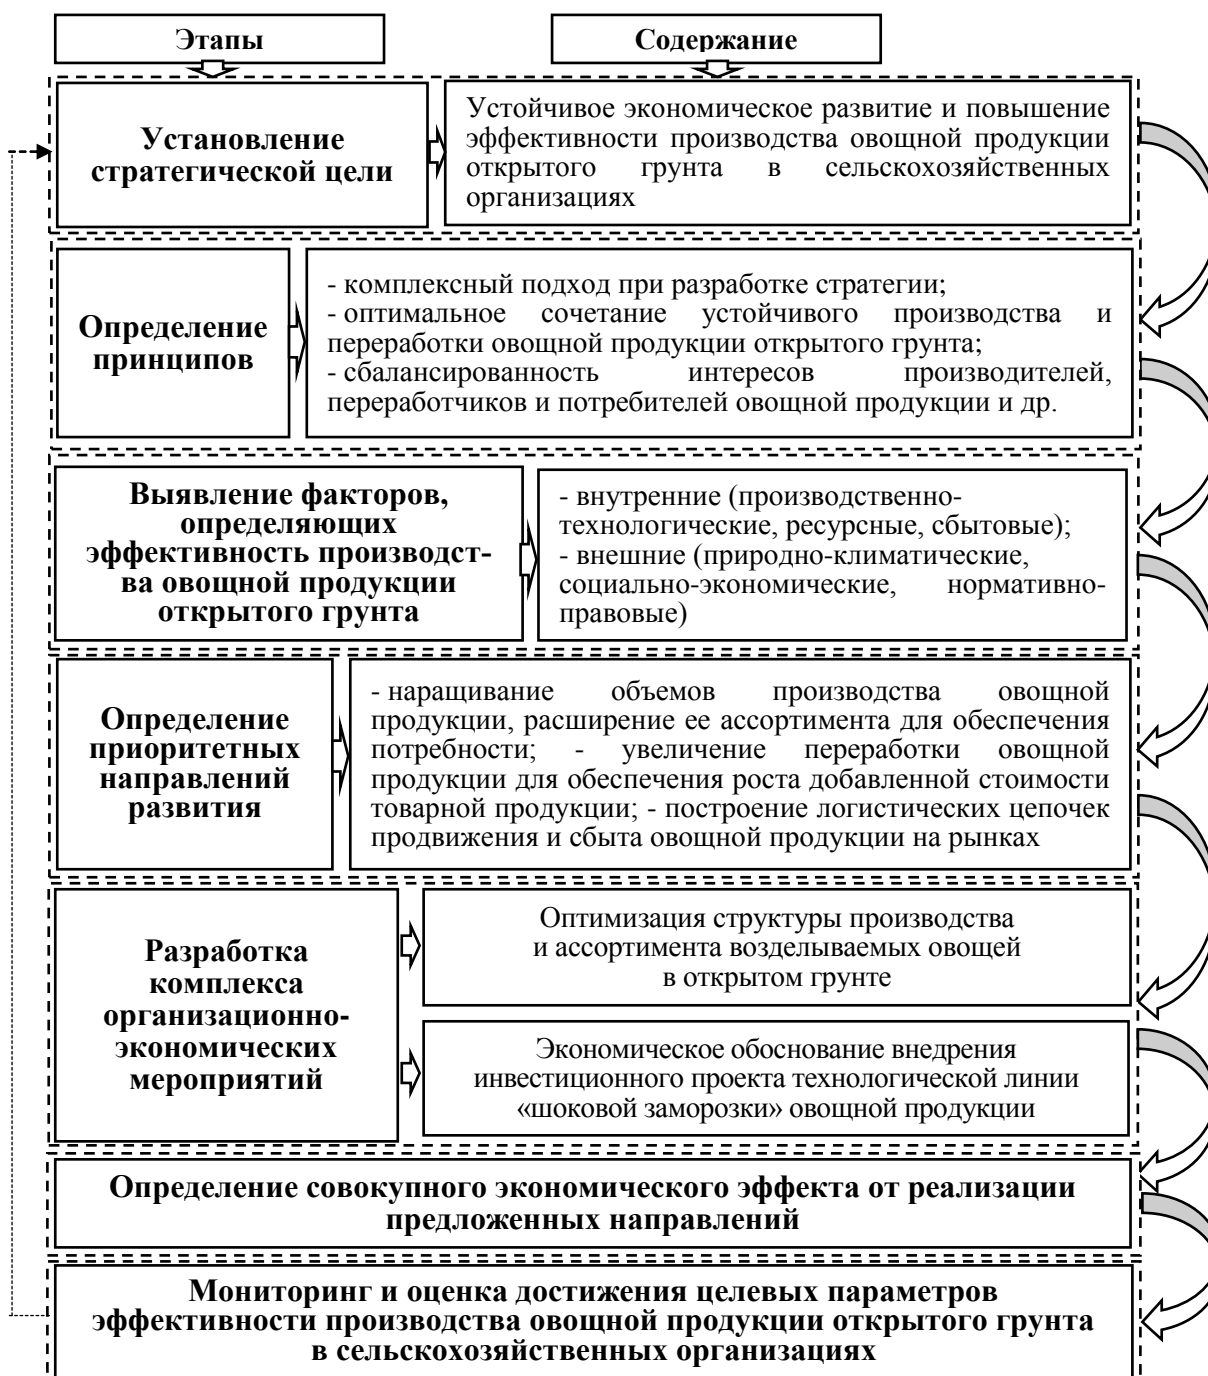 Этапы
Содержание
Установление
стратегической цели
Устойчивое экономическое развитие и повышение
эффективности производства овощной продукции
открытого грунта в сельскохозяйственных
организациях
Определение
принципов
- комплексный подход при разработке стратегии;
- оптимальное сочетание устойчивого производства и
переработки овощной продукции открытого грунта;
- сбалансированность интересов производителей,
переработчиков и потребителей овощной продукции и др.
Выявление факторов,
определяющих
эффективность производст-
ва овощной продукции
открытого грунта
- внутренние (производственно-
технологические, ресурсные, сбытовые);
- внешние (природно-климатические,
социально-экономические, нормативно-
правовые)
Определение
приоритетных
направлений
развития
- наращивание объемов производства овощной
продукции, расширение ее ассортимента для обеспечения
потребности; - увеличение переработки овощной
продукции для обеспечения роста добавленной стоимости
товарной продукции; - построение логистических цепочек
продвижения и сбыта овощной продукции на рынках
Разработка
комплекса
организационно-
экономических
мероприятий
Оптимизация структуры производства
и ассортимента возделываемых овощей
в открытом грунте
Экономическое обоснование внедрения
инвестиционного проекта технологической линии
«шоковой заморозки» овощной продукции
Определение совокупного экономического эффекта от реализации
предложенных направлений
Мониторинг и оценка достижения целевых параметров
эффективности производства овощной продукции открытого грунта
в сельскохозяйственных организациях